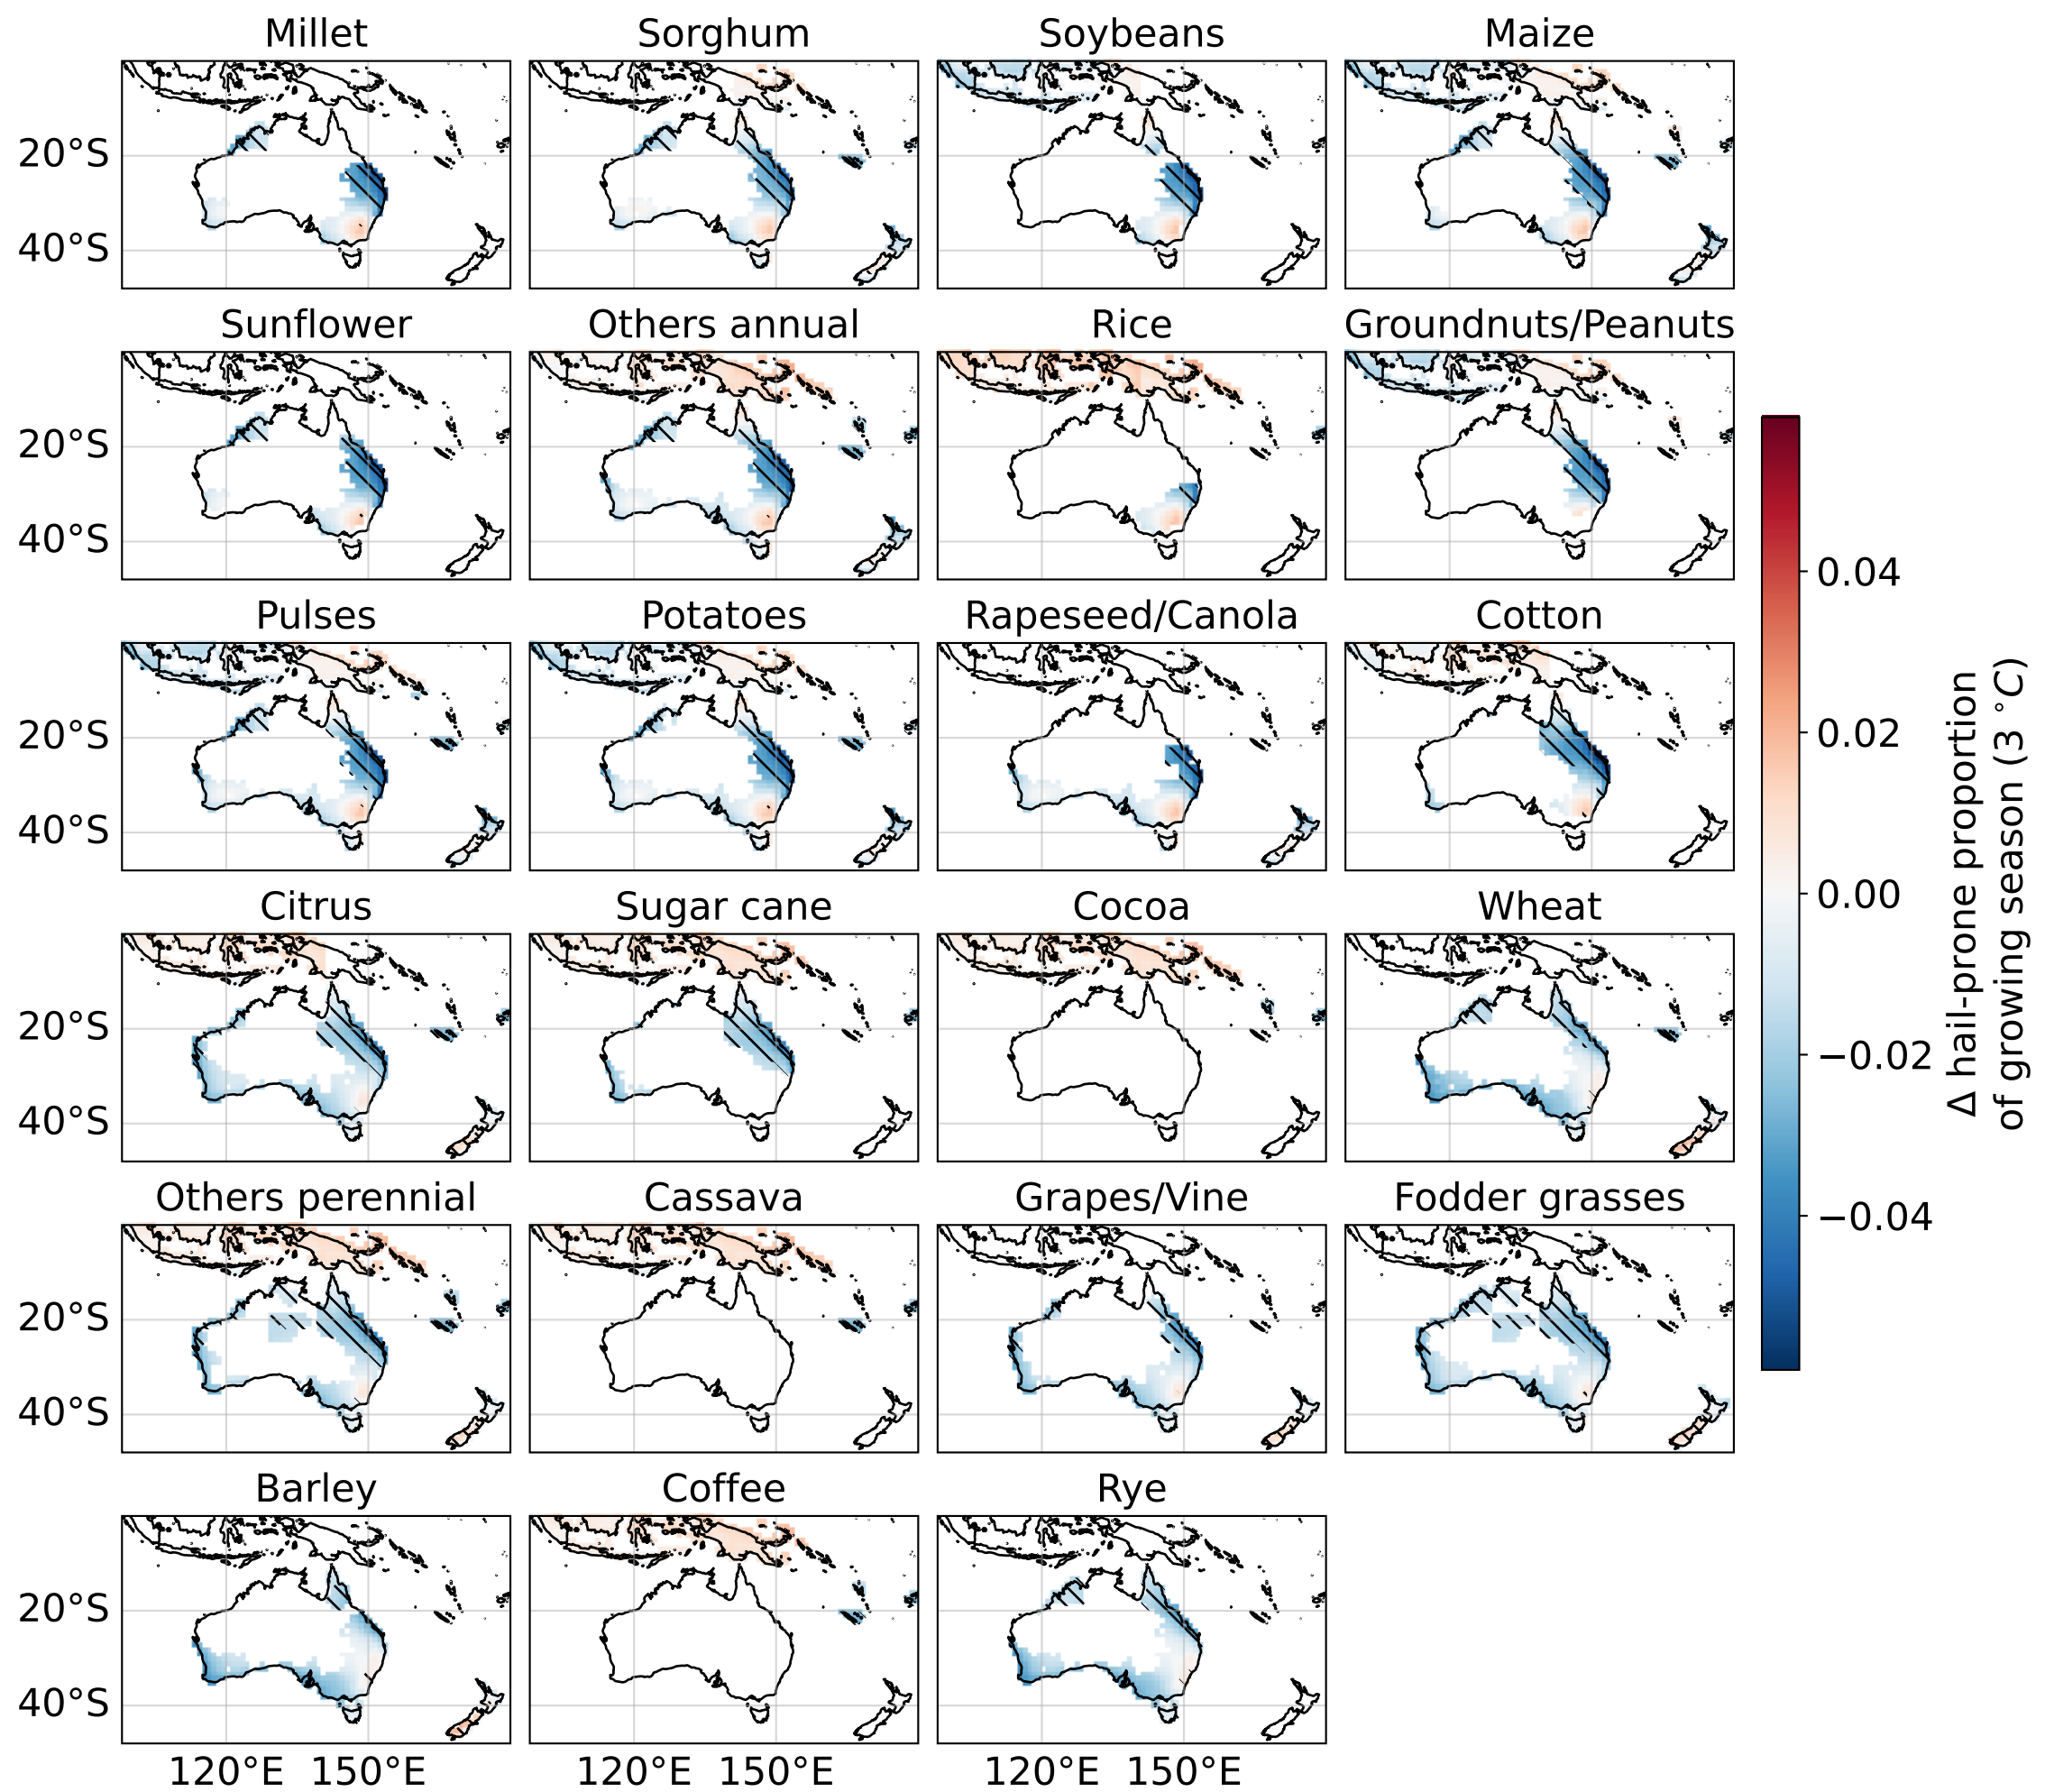 Millet Sorghum Soybeans Maize
20°S
40°S
Sunflower Others annual Rice Groundnuts/Peanuts
20°S
40°S
Pulses Potatoes Rapeseed/Canola Cotton
20°S
40°S
Citrus Sugar cane Cocoa Wheat
20°S
40°S
Others perennial Cassava Grapes/Vine Fodder grasses
20°S
40°S
Barley Coffee Rye
20°S
40°S
120°E 150°E 120°E 150°E 120°E 150°E
0.04
0.02
0.00
−0.02
−0.04
Δ hail-prone proportion
of growing season (3 °C)